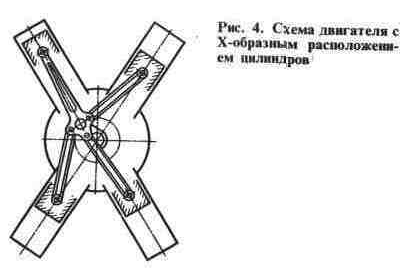 Рис. 4. Схема двигателя с
Х-образным расположени-
ем цилиндров